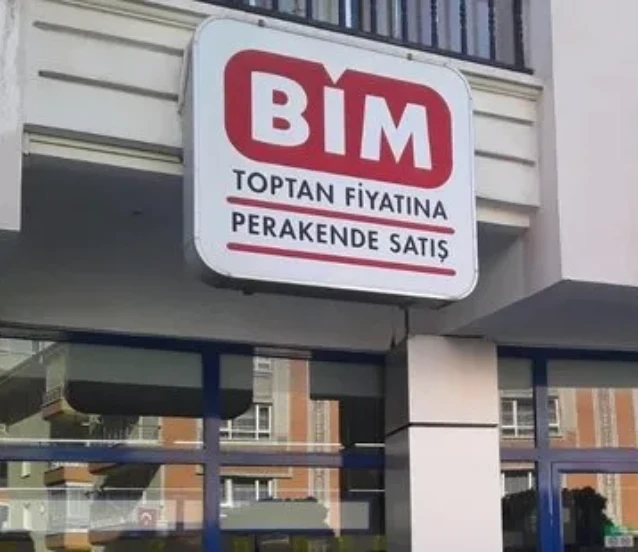 BİM
TOPTAN FİYATINA
PERAKENDE SATIŞ